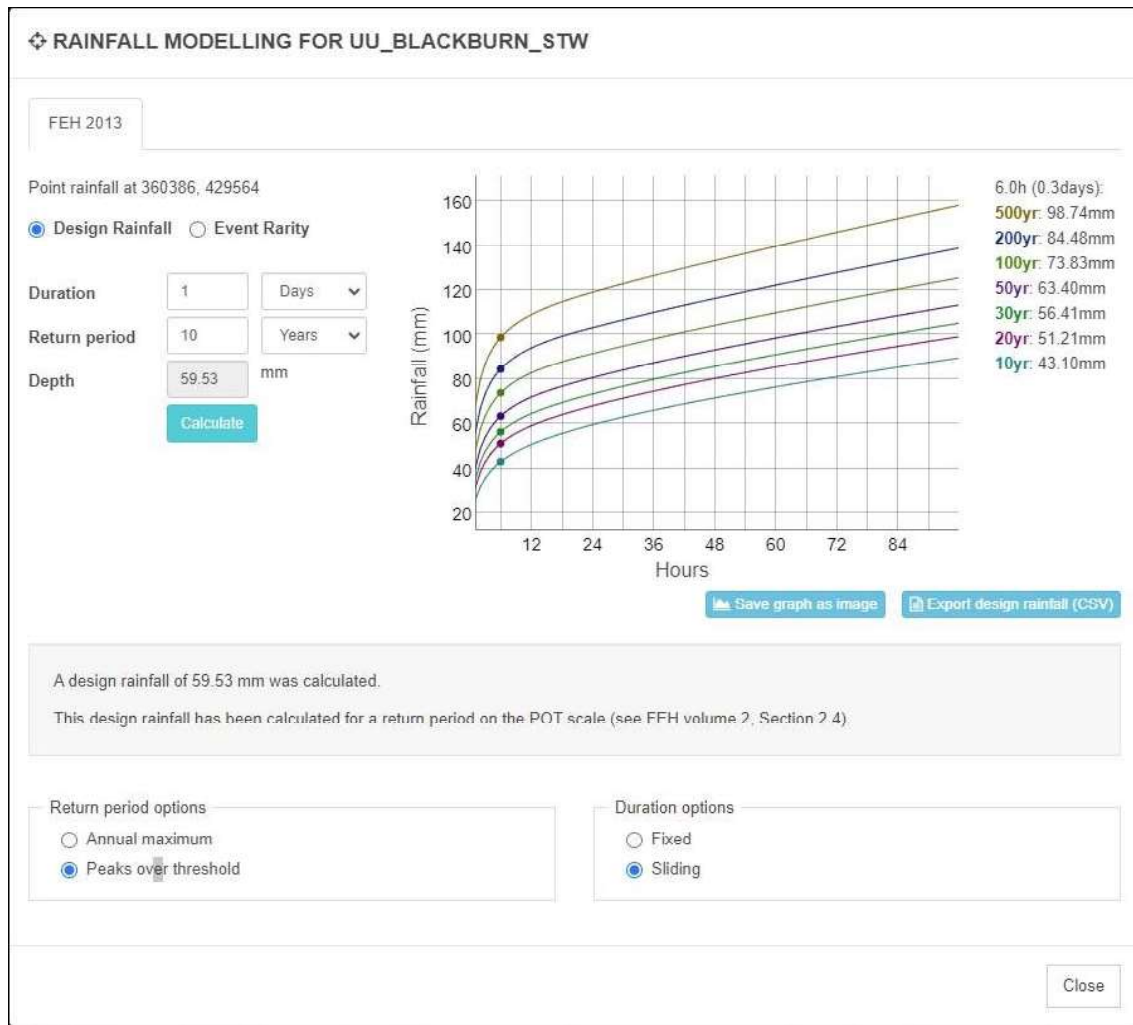 RAINFALL MODELLING FOR UU_BLACKBURN_STW
FEH 2013
Point rainfall at 360386, 429564
Design Rainfall Event Rarity
Duration 1 Days
Return period 10 Years
Depth 59.53 mm
Calculate
Rainfall (mm)
160
140
120
100
80
60
40
20
12 24 36 48 60 72 84
Hours
6.0h (0.3days):
500yr: 98.74mm
200yr: 84.48mm
100yr: 73.83mm
50yr: 63.40mm
30yr: 56.41mm
20yr: 51.21mm
10yr: 43.10mm
Save graph as image Export design rainfall (CSV)
A design rainfall of 59.53 mm was calculated.
This design rainfall has been calculated for a return period on the POT scale (see FEH volume 2, Section 2.4)
Return period options
Annual maximum
Peaks over threshold
Duration options
Fixed
Sliding
Close